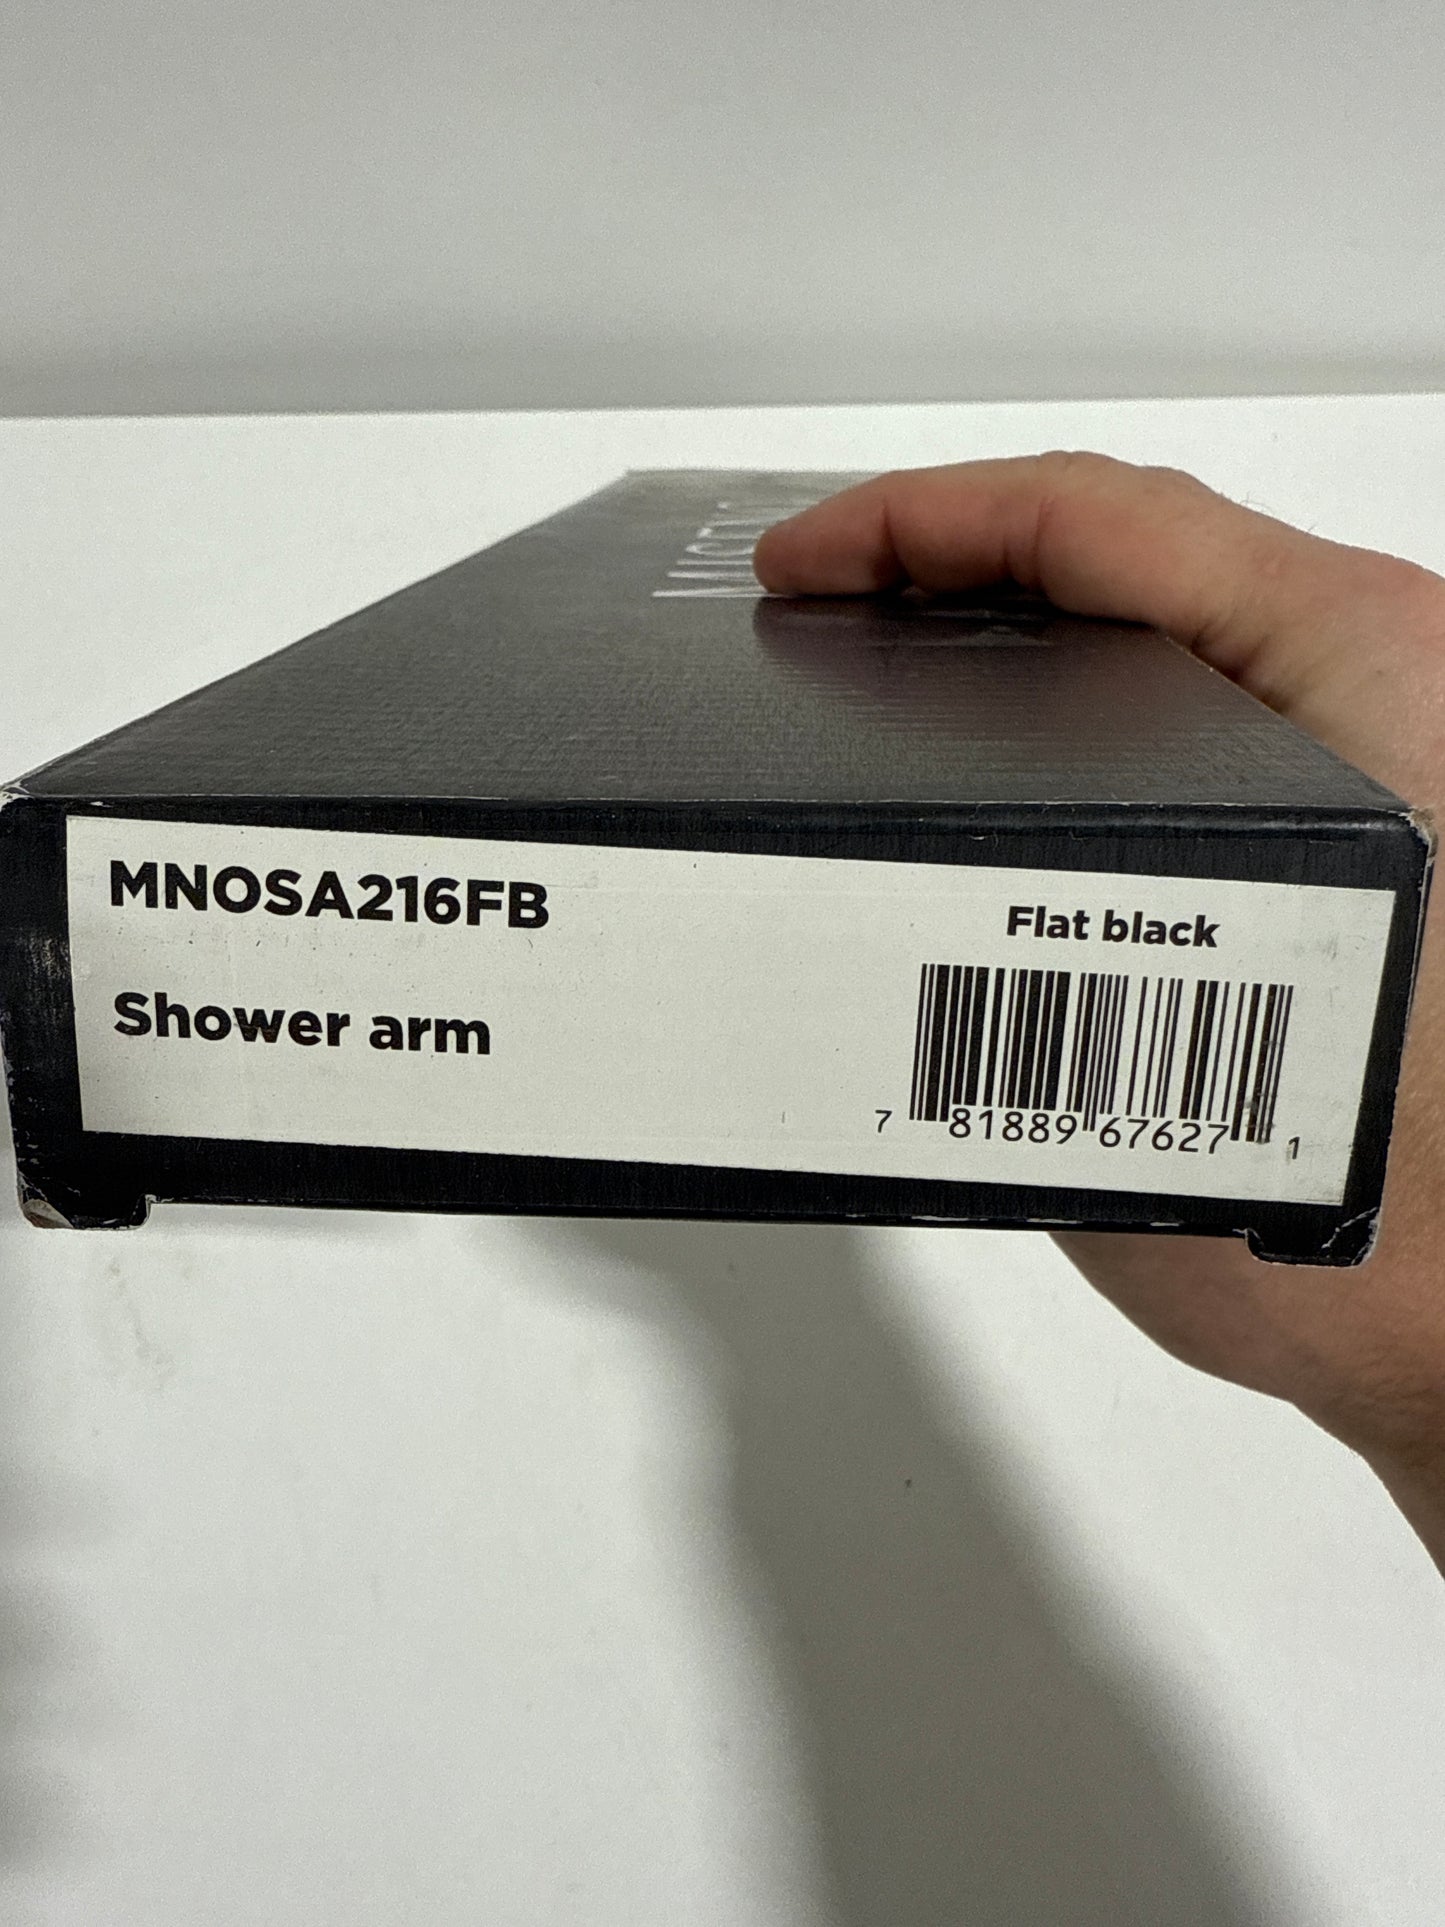 MNOSA216FB
Flat black
Shower arm
7 81889 67627 1